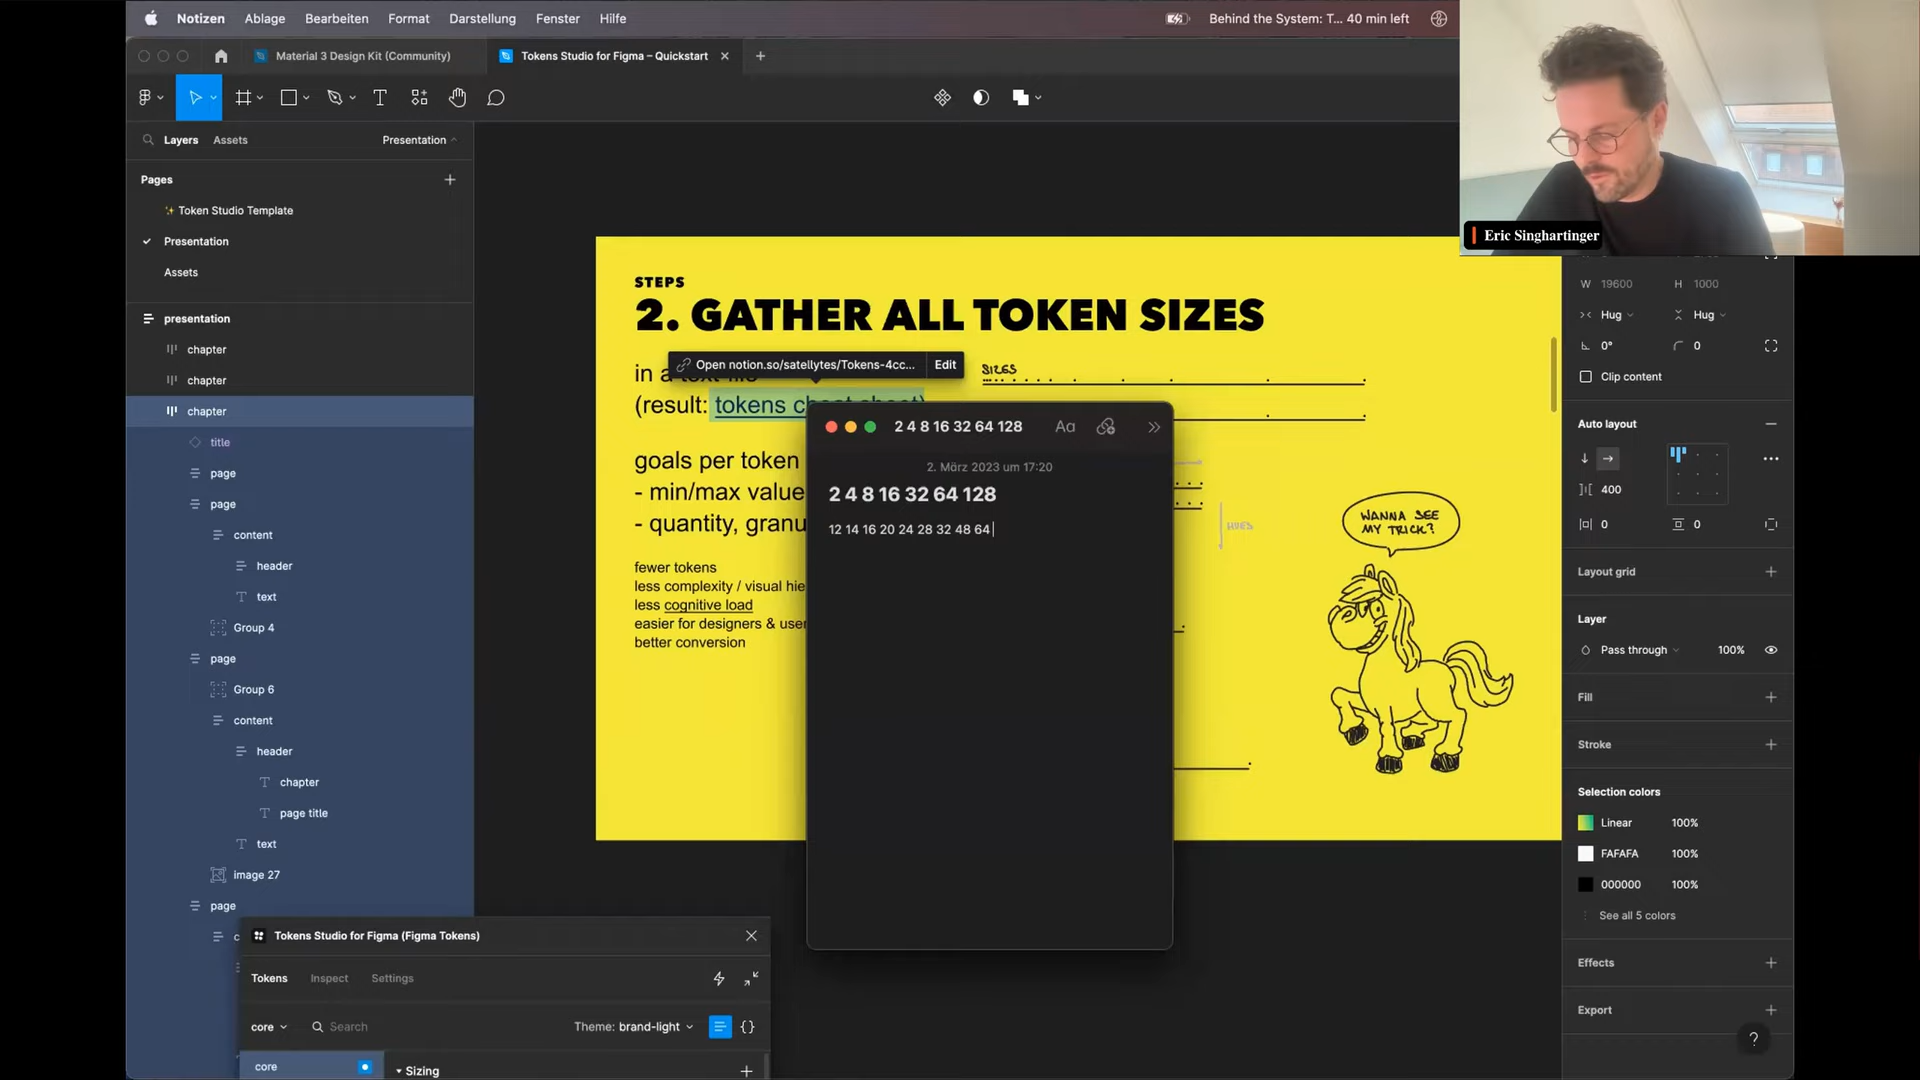 Notizen Ablage Bearbeiten Format Darstellung Fenster Hilfe
Behind the System: T... 40 min left
Material 3 Design Kit (Community)
Tokens Studio for Figma – Quickstart
Layers Assets Presentation
Pages
✨ Token Studio Template
Presentation
Assets
presentation
chapter
chapter
chapter
title
page
page
content
header
text
Group 4
page
Group 6
content
header
chapter
page title
text
image 27
page
Tokens Studio for Figma (Figma Tokens)
Tokens Inspect Settings
core Search Theme: brand-light
core Sizing
STEPS
2. GATHER ALL TOKEN SIZES
Open notion.so/satellytes/Tokens-4cc... Edit
(result: tokens
goals per token
- min/max value
- quantity,
fewer tokens
less complexity / visual
less cognitive load
easier for designers &
better conversion
SIZES
HUES
WANNA SEE
MY TRICK?
2 4 8 16 32 64 128 Aa
2. März 2023 um 17:20
2 4 8 16 32 64 128
12 14 16 20 24 28 32 48 64
Eric Singhartinger
W 19600 H 1000
Hug Hug
0° 0
Clip content
Auto layout
400
0 0
Layout grid
Layer
Pass through 100%
Fill
Stroke
Selection colors
Linear 100%
FAFAFA 100%
000000 100%
See all 5 colors
Effects
Export
?